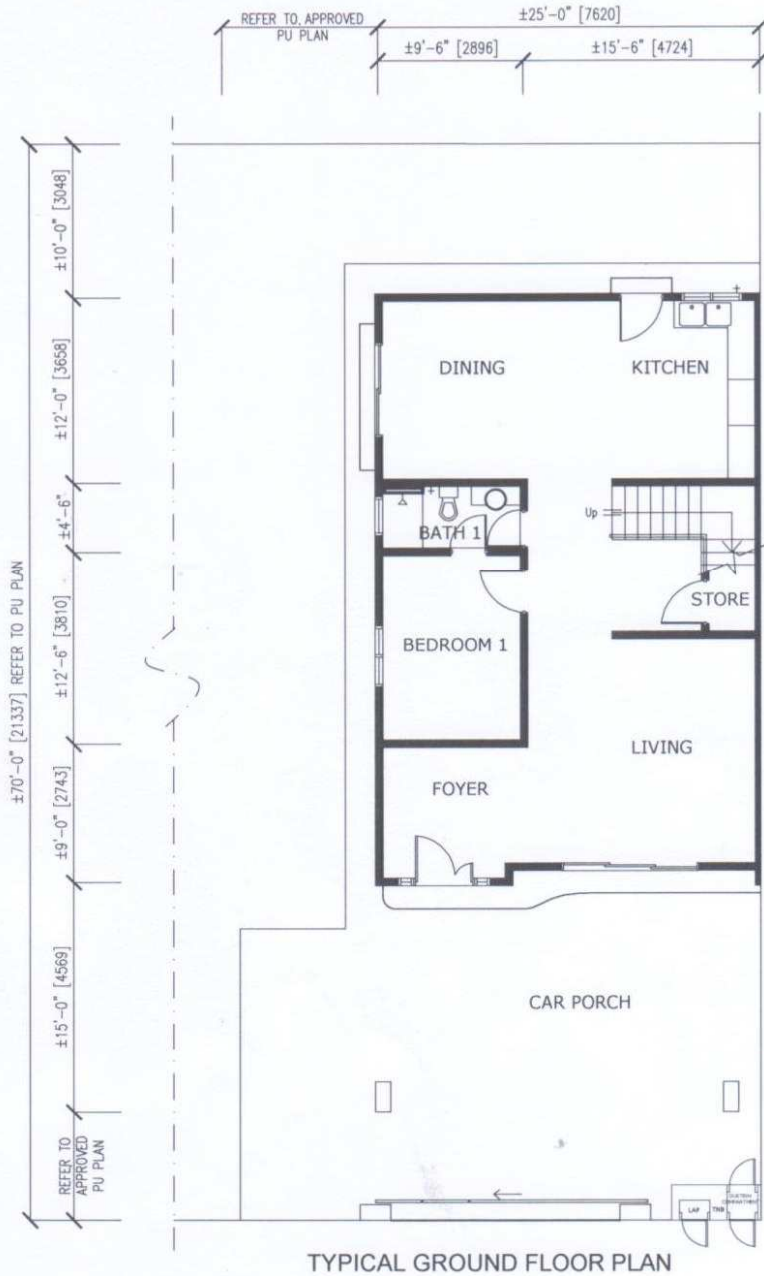 REFER TO APPROVED
PU PLAN
±25'-0" [7620]
±9'-6" [2896]
±15'-6" [4724]
±70'-0" [21337] REFER TO PU PLAN
±10'-0" [3048]
±12'-0" [3658]
±4'-6"
±12'-6" [3810]
±9'-0" [2743]
±15'-0" [4569]
REFER TO
APPROVED
PU PLAN
DINING
KITCHEN
Up
BATH 1
STORE
BEDROOM 1
LIVING
FOYER
CAR PORCH
LAP
TNB
COMPARTMENT
TYPICAL GROUND FLOOR PLAN